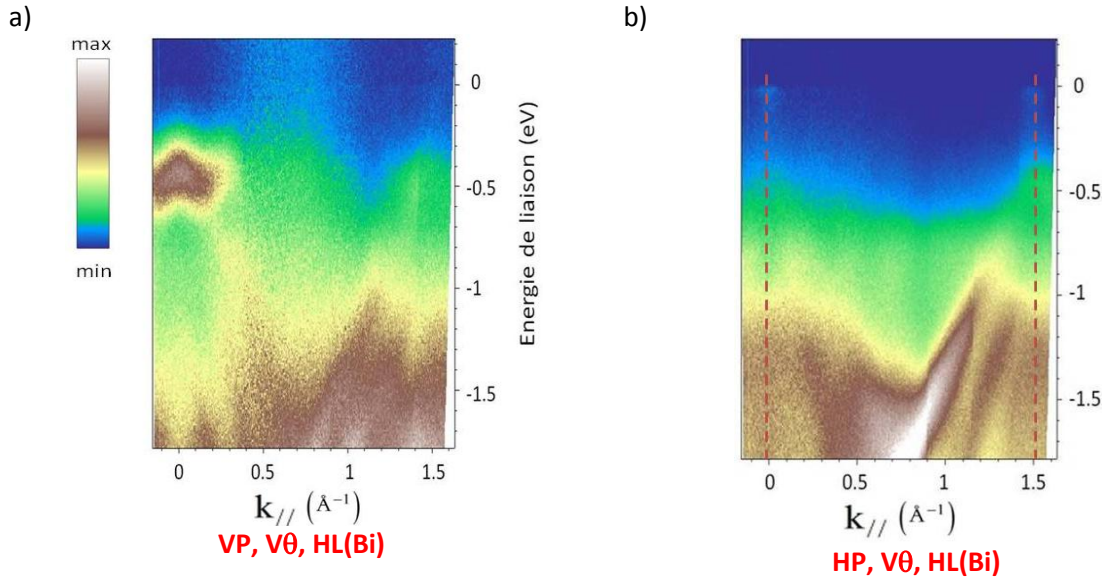 a)
max
min
0
-0.5
-1
-1.5
Energie de liaison (eV)
0
0.5
1
1.5
k// (Å⁻¹)
VP, Vθ, HL(Bi)
b)
0
-0.5
-1
-1.5
0
0.5
1
1.5
k// (Å⁻¹)
HP, Vθ, HL(Bi)